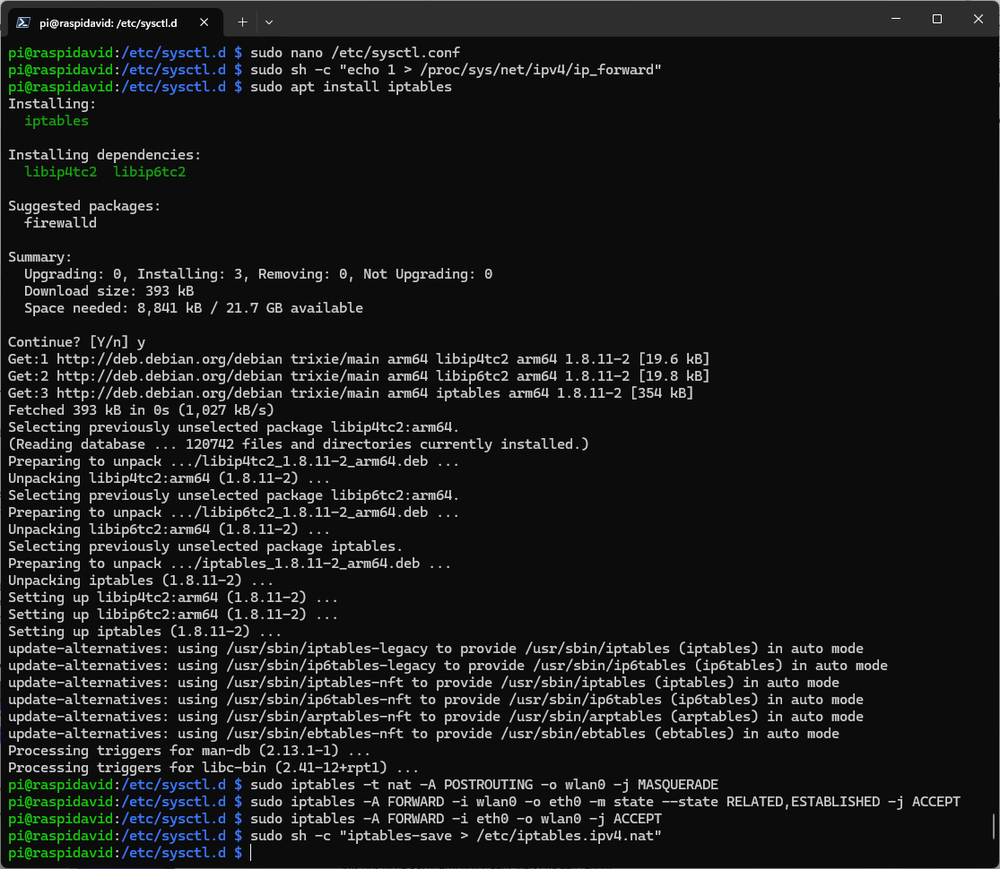 pi@raspidavid: /etc/sysctl.d
pi@raspidavid:/etc/sysctl.d $ sudo nano /etc/sysctl.conf
pi@raspidavid:/etc/sysctl.d $ sudo sh -c "echo 1 > /proc/sys/net/ipv4/ip_forward"
pi@raspidavid:/etc/sysctl.d $ sudo apt install iptables
Installing:
  iptables

Installing dependencies:
  libip4tc2  libip6tc2

Suggested packages:
  firewalld

Summary:
  Upgrading: 0, Installing: 3, Removing: 0, Not Upgrading: 0
  Download size: 393 kB
  Space needed: 8,841 kB / 21.7 GB available

Continue? [Y/n] y
Get:1 http://deb.debian.org/debian trixie/main arm64 libip4tc2 arm64 1.8.11-2 [19.6 kB]
Get:2 http://deb.debian.org/debian trixie/main arm64 libip6tc2 arm64 1.8.11-2 [19.8 kB]
Get:3 http://deb.debian.org/debian trixie/main arm64 iptables arm64 1.8.11-2 [354 kB]
Fetched 393 kB in 0s (1,027 kB/s)
Selecting previously unselected package libip4tc2:arm64.
(Reading database ... 120742 files and directories currently installed.)
Preparing to unpack .../libip4tc2_1.8.11-2_arm64.deb ...
Unpacking libip4tc2:arm64 (1.8.11-2) ...
Selecting previously unselected package libip6tc2:arm64.
Preparing to unpack .../libip6tc2_1.8.11-2_arm64.deb ...
Unpacking libip6tc2:arm64 (1.8.11-2) ...
Selecting previously unselected package iptables.
Preparing to unpack .../iptables_1.8.11-2_arm64.deb ...
Unpacking iptables (1.8.11-2) ...
Setting up libip4tc2:arm64 (1.8.11-2) ...
Setting up libip6tc2:arm64 (1.8.11-2) ...
Setting up iptables (1.8.11-2) ...
update-alternatives: using /usr/sbin/iptables-legacy to provide /usr/sbin/iptables (iptables) in auto mode
update-alternatives: using /usr/sbin/ip6tables-legacy to provide /usr/sbin/ip6tables (ip6tables) in auto mode
update-alternatives: using /usr/sbin/iptables-nft to provide /usr/sbin/iptables (iptables) in auto mode
update-alternatives: using /usr/sbin/ip6tables-nft to provide /usr/sbin/ip6tables (ip6tables) in auto mode
update-alternatives: using /usr/sbin/arptables-nft to provide /usr/sbin/arptables (arptables) in auto mode
update-alternatives: using /usr/sbin/ebtables-nft to provide /usr/sbin/ebtables (ebtables) in auto mode
Processing triggers for man-db (2.13.1-1) ...
Processing triggers for libc-bin (2.41-12+rpt1) ...
pi@raspidavid:/etc/sysctl.d $ sudo iptables -t nat -A POSTROUTING -o wlan0 -j MASQUERADE
pi@raspidavid:/etc/sysctl.d $ sudo iptables -A FORWARD -i wlan0 -o eth0 -m state --state RELATED,ESTABLISHED -j ACCEPT
pi@raspidavid:/etc/sysctl.d $ sudo iptables -A FORWARD -i eth0 -o wlan0 -j ACCEPT
pi@raspidavid:/etc/sysctl.d $ sudo sh -c "iptables-save > /etc/iptables.ipv4.nat"
pi@raspidavid:/etc/sysctl.d $